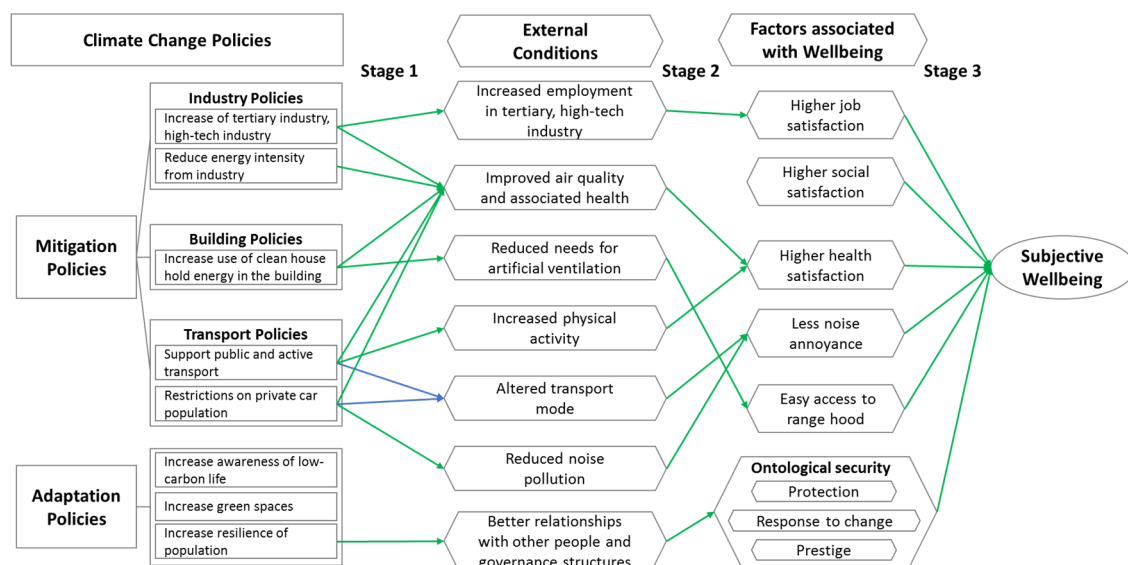 Climate Change Policies
External
Conditions
Factors associated
with Wellbeing
Stage 1
Stage 2
Stage 3
Industry Policies
Increase of tertiary industry,
high-tech industry
Reduce energy intensity
from industry
Mitigation
Policies
Building Policies
Increase use of clean house
hold energy in the building
Transport Policies
Support public and active
transport
Restrictions on private car
population
Adaptation
Policies
Increase awareness of low-
carbon life
Increase green spaces
Increase resilience of
population
Increased employment
in tertiary, high-tech
industry
Improved air quality
and associated health
Reduced needs for
artificial ventilation
Increased physical
activity
Altered transport
mode
Reduced noise
pollution
Better relationships
with other people and
governance structures
Higher job
satisfaction
Higher social
satisfaction
Higher health
satisfaction
Less noise
annoyance
Easy access to
range hood
Ontological security
Protection
Response to change
Prestige
Subjective
Wellbeing